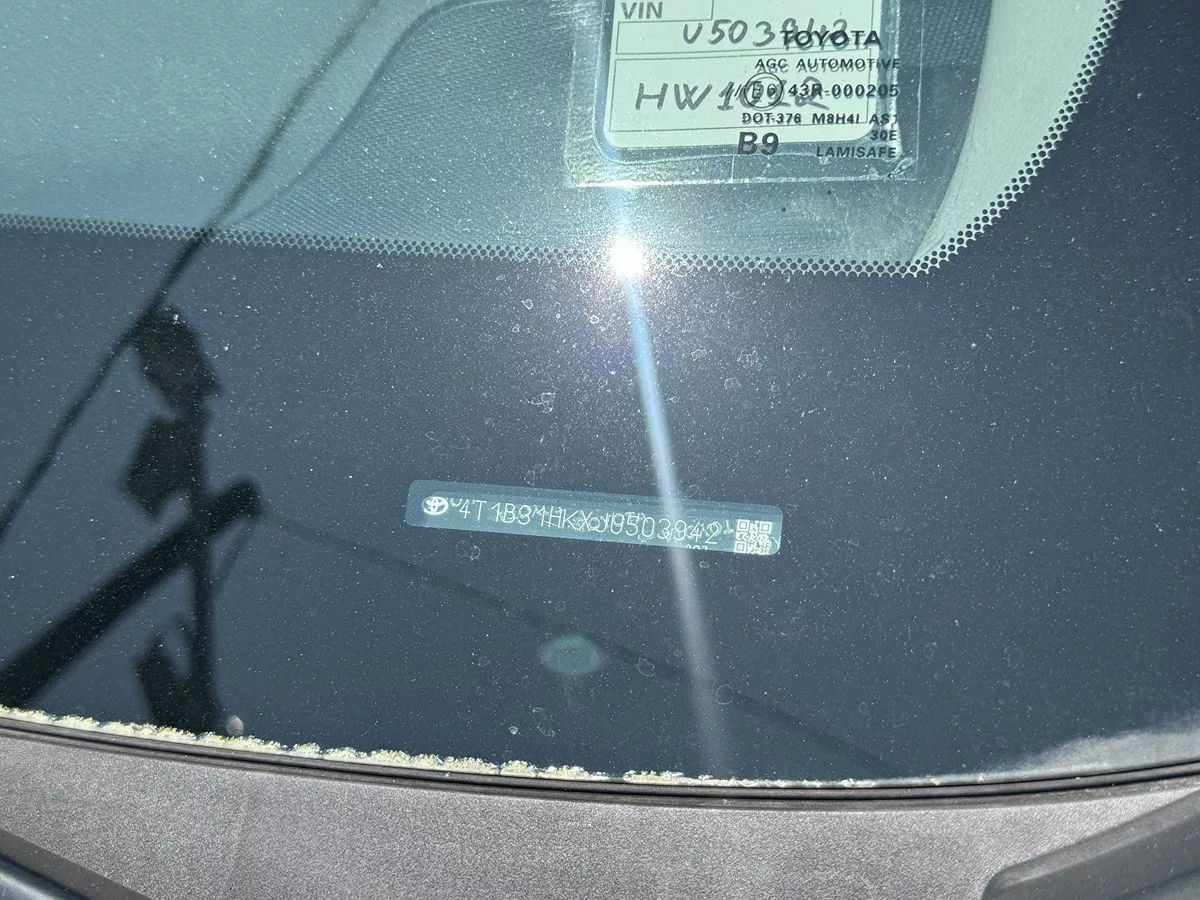 VIN
U503942
TOYOTA
AGC AUTOMOTIVE
HW1022
43R-000205
DOT-376 M8H4I AS1
30E
B9
LAMISAFE
4T1B31HKXJU503942